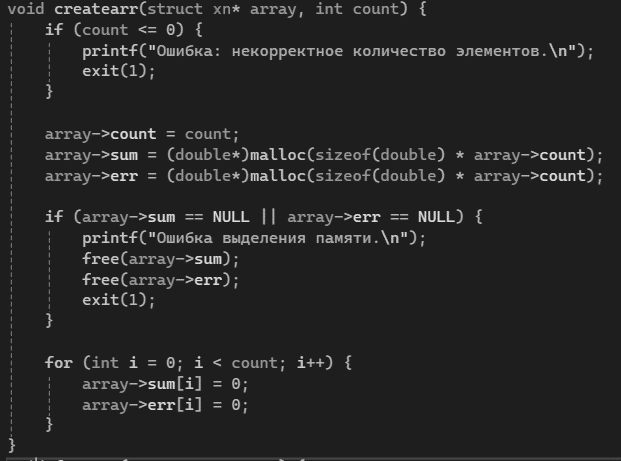 void createarr(struct xn* array, int count) {
if (count <= 0) {
printf("Ошибка: некорректное количество элементов.\n");
exit(1);
}
array->count = count;
array->sum = (double*)malloc(sizeof(double) * array->count);
array->err = (double*)malloc(sizeof(double) * array->count);
if (array->sum == NULL || array->err == NULL) {
printf("Ошибка выделения памяти.\n");
free(array->sum);
free(array->err);
exit(1);
}
for (int i = 0; i < count; i++) {
array->sum[i] = 0;
array->err[i] = 0;
}
}